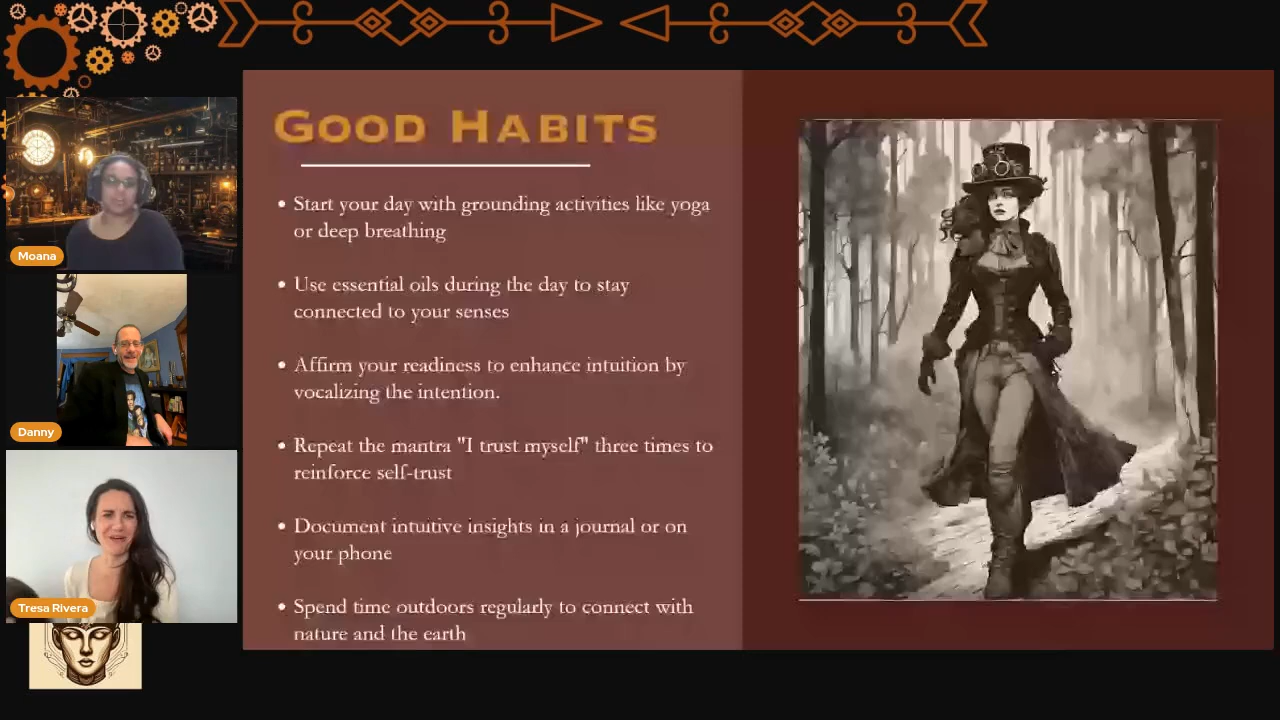 Good Habits
• Start your day with grounding activities like yoga
or deep breathing
• Use essential oils during the day to stay
connected to your senses
• Affirm your readiness to enhance intuition by
vocalizing the intention.
• Repeat the mantra "I trust myself" three times to
reinforce self-trust
• Document intuitive insights in a journal or on
your phone
• Spend time outdoors regularly to connect with
nature and the earth
Moana
Danny
Tresa Rivera